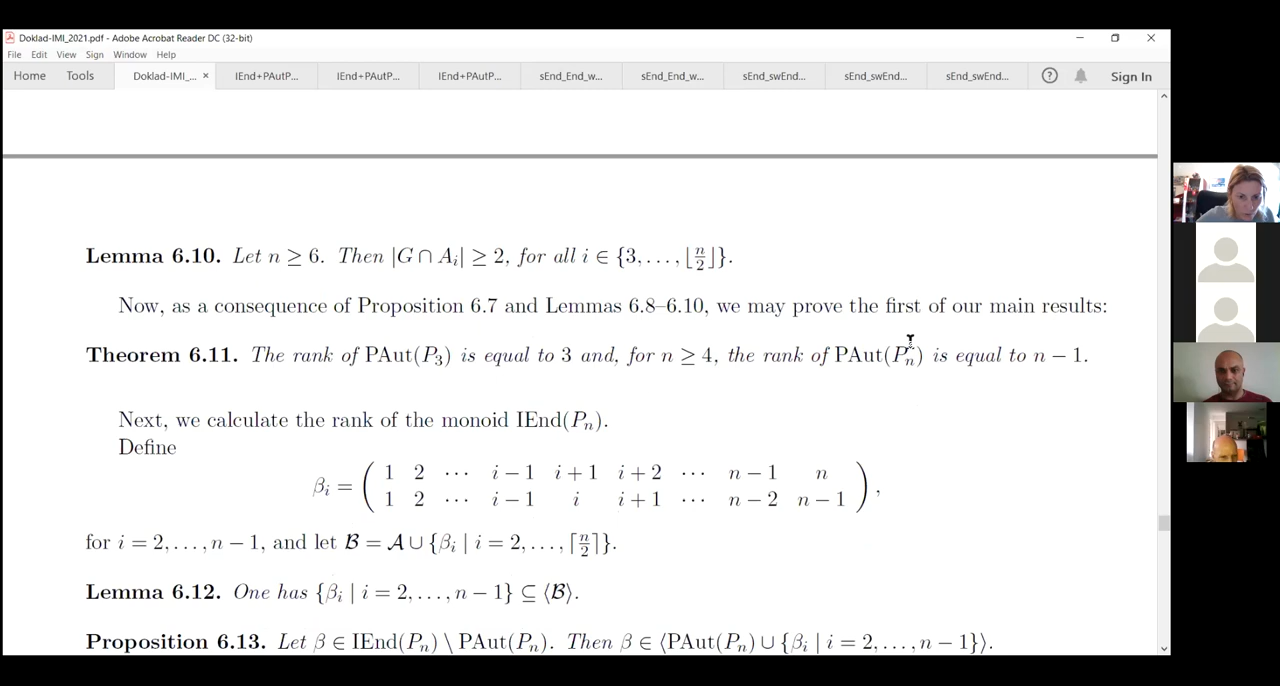 Doklad-IMI_2021.pdf - Adobe Acrobat Reader DC (32-bit)
File Edit View Sign Window Help
Home Tools Doklad-IMI_... × IEnd+PAutP... IEnd+PAutP... IEnd+PAutP... sEnd_End_w... sEnd_End_w... sEnd_swEnd... sEnd_swEnd... sEnd_swEnd... ? Sign In
Lemma 6.10. Let n ≥ 6. Then |G ∩ A_i| ≥ 2, for all i ∈ {3, . . . , ⌊n/2⌋}.
Now, as a consequence of Proposition 6.7 and Lemmas 6.8–6.10, we may prove the first of our main results:
Theorem 6.11. The rank of PAut(P_3) is equal to 3 and, for n ≥ 4, the rank of PAut(P_n) is equal to n − 1.
Next, we calculate the rank of the monoid IEnd(P_n).
Define
β_i = ( 1 2 ⋯ i − 1 i + 1 i + 2 ⋯ n − 1 n
1 2 ⋯ i − 1 i i + 1 ⋯ n − 2 n − 1 ) ,
for i = 2, . . . , n − 1, and let ℬ = 𝒜 ∪ {β_i | i = 2, . . . , ⌈n/2⌉}.
Lemma 6.12. One has {β_i | i = 2, . . . , n − 1} ⊆ ⟨ℬ⟩.
Proposition 6.13. Let β ∈ IEnd(P_n) \ PAut(P_n). Then β ∈ ⟨PAut(P_n) ∪ {β_i | i = 2, . . . , n − 1}⟩.